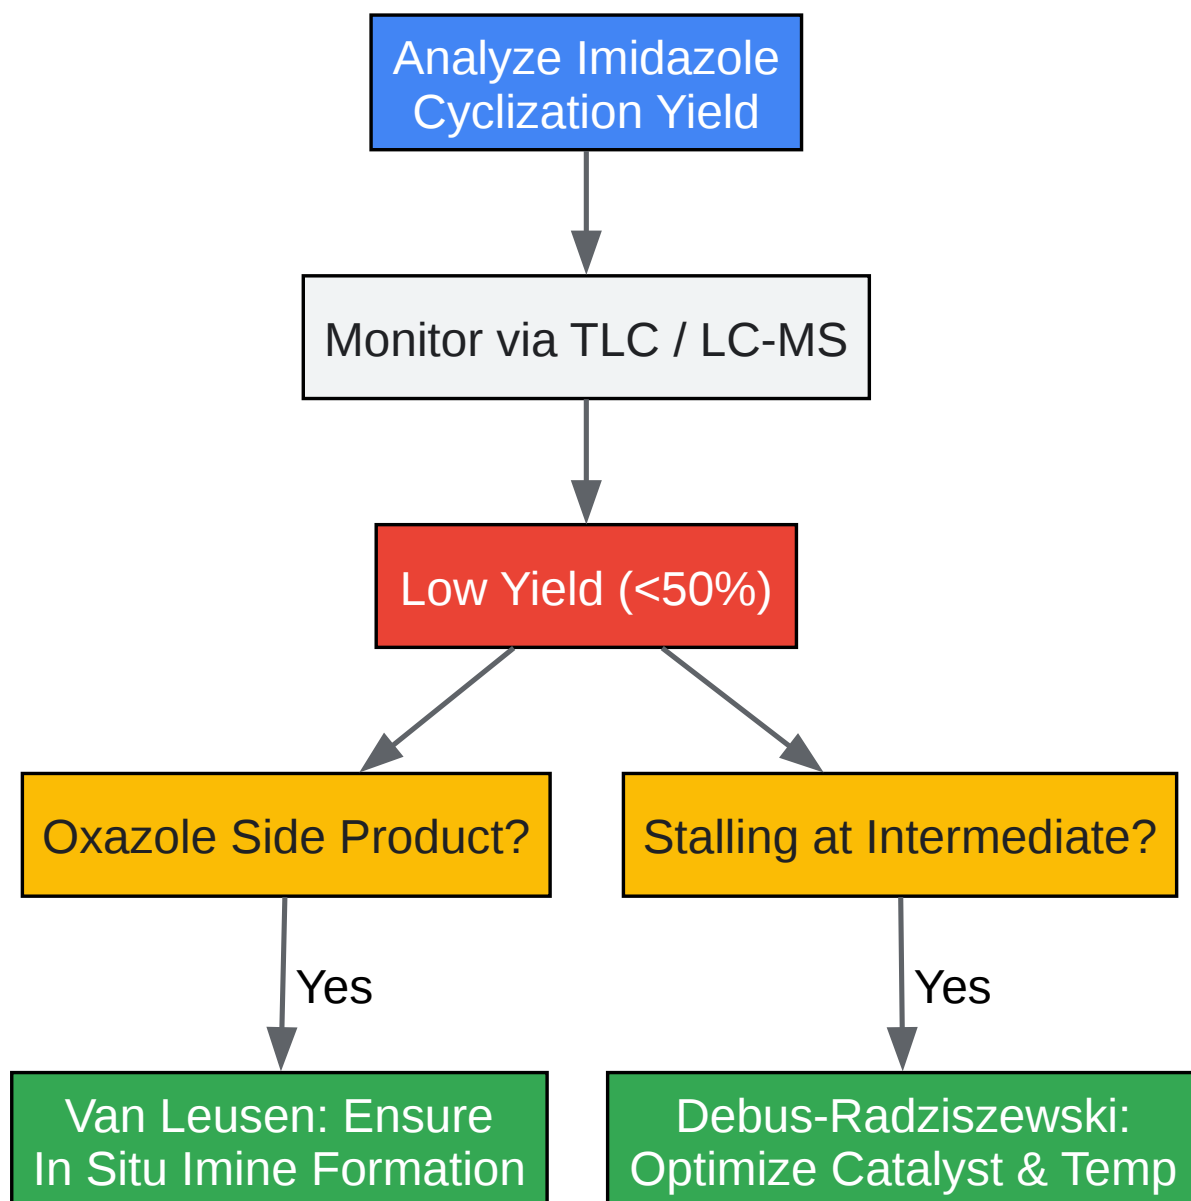 Analyze Imidazole
Cyclization Yield
Monitor via TLC / LC-MS
Low Yield (<50%)
Oxazole Side Product?
Stalling at Intermediate?
Yes
Yes
Van Leusen: Ensure
In Situ Imine Formation
Debus-Radziszewski:
Optimize Catalyst & Temp